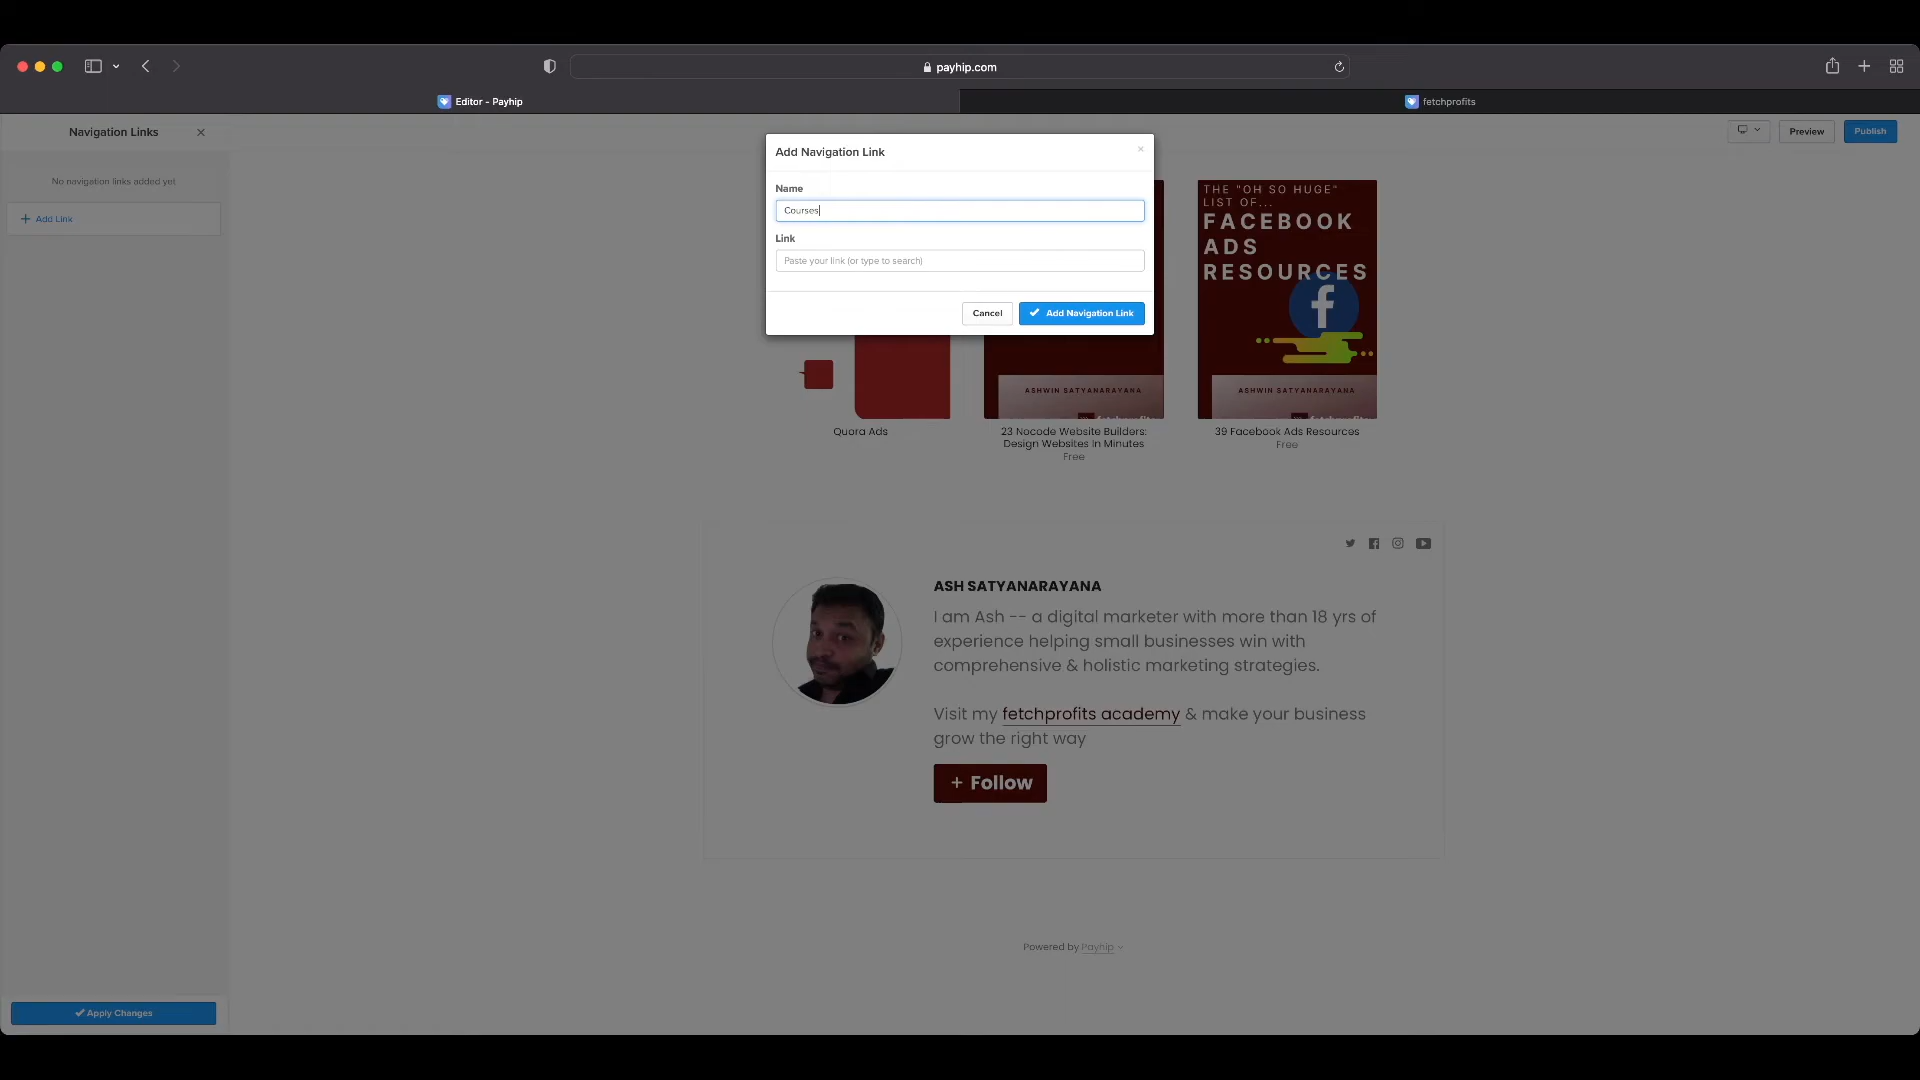 payhip.com
Editor - Payhip
fetchprofits
Navigation Links
No navigation links added yet
Add Link
Apply Changes
Preview
Publish
Add Navigation Link
Name
Courses
Link
Paste your link (or type to search)
Cancel
Add Navigation Link
THE "OH SO HUGE"
LIST OF...
FACEBOOK
ADS
RESOURCES
ASHWIN SATYANARAYANA
ASHWIN SATYANARAYANA
Quora Ads
23 Nocode Website Builders:
Design Websites In Minutes
Free
39 Facebook Ads Resources
Free
ASH SATYANARAYANA
I am Ash -- a digital marketer with more than 18 yrs of
experience helping small businesses win with
comprehensive & holistic marketing strategies.
Visit my fetchprofits academy & make your business
grow the right way
+ Follow
Powered by Payhip